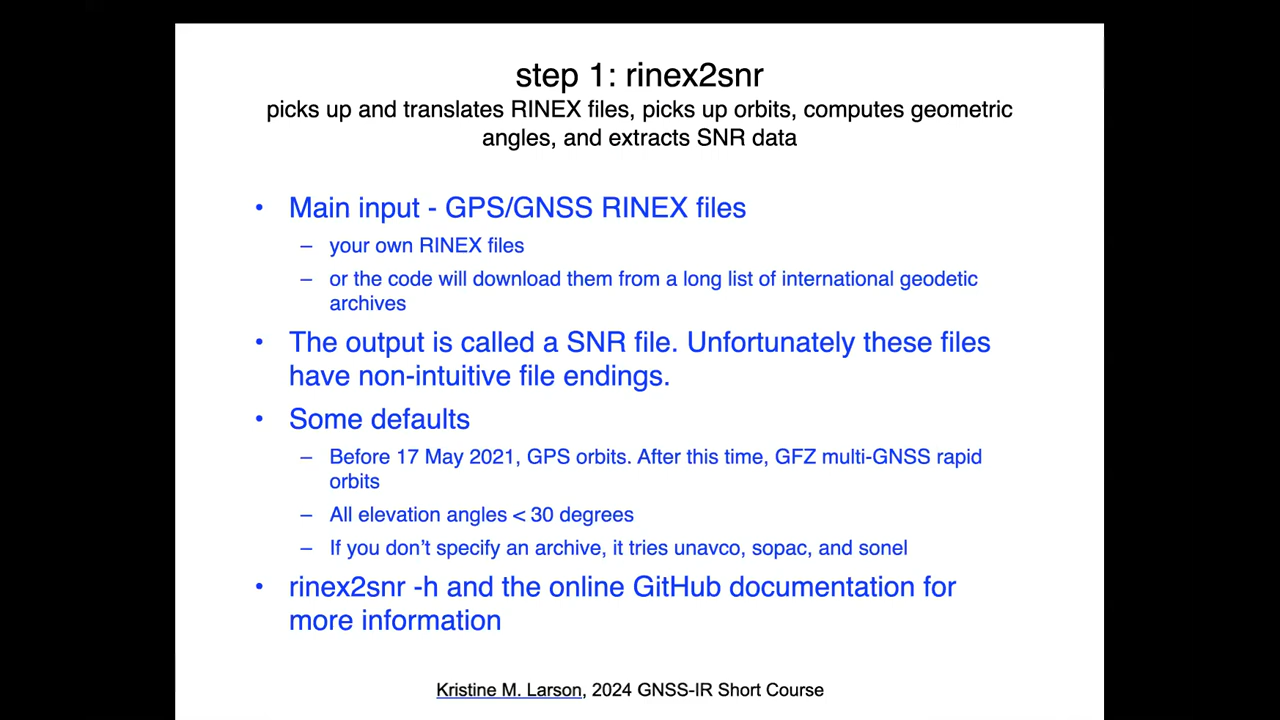 step 1: rinex2snr
picks up and translates RINEX files, picks up orbits, computes geometric
angles, and extracts SNR data
• Main input - GPS/GNSS RINEX files
– your own RINEX files
– or the code will download them from a long list of international geodetic
archives
• The output is called a SNR file. Unfortunately these files
have non-intuitive file endings.
• Some defaults
– Before 17 May 2021, GPS orbits. After this time, GFZ multi-GNSS rapid
orbits
– All elevation angles < 30 degrees
– If you don’t specify an archive, it tries unavco, sopac, and sonel
• rinex2snr -h and the online GitHub documentation for
more information
Kristine M. Larson, 2024 GNSS-IR Short Course